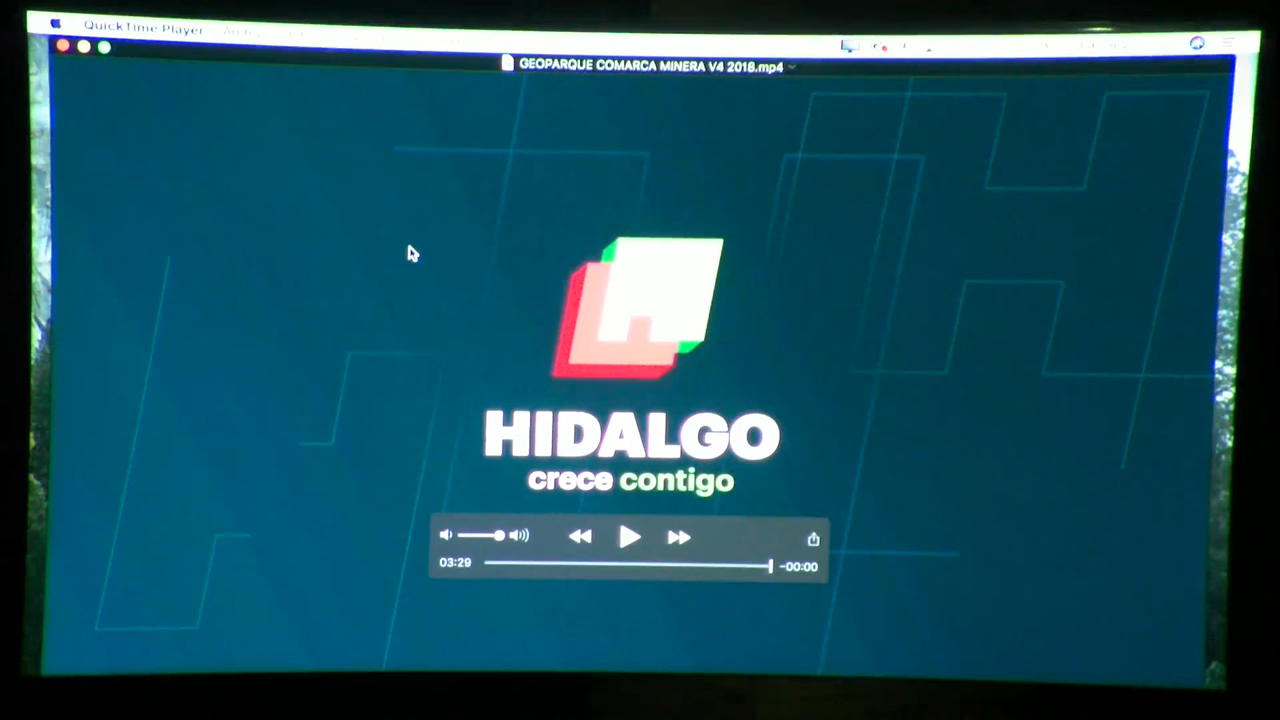 QuickTime Player
GEOPARQUE COMARCA MINERA V4 2018.mp4
H
HIDALGO
crece contigo
03:29
-00:00